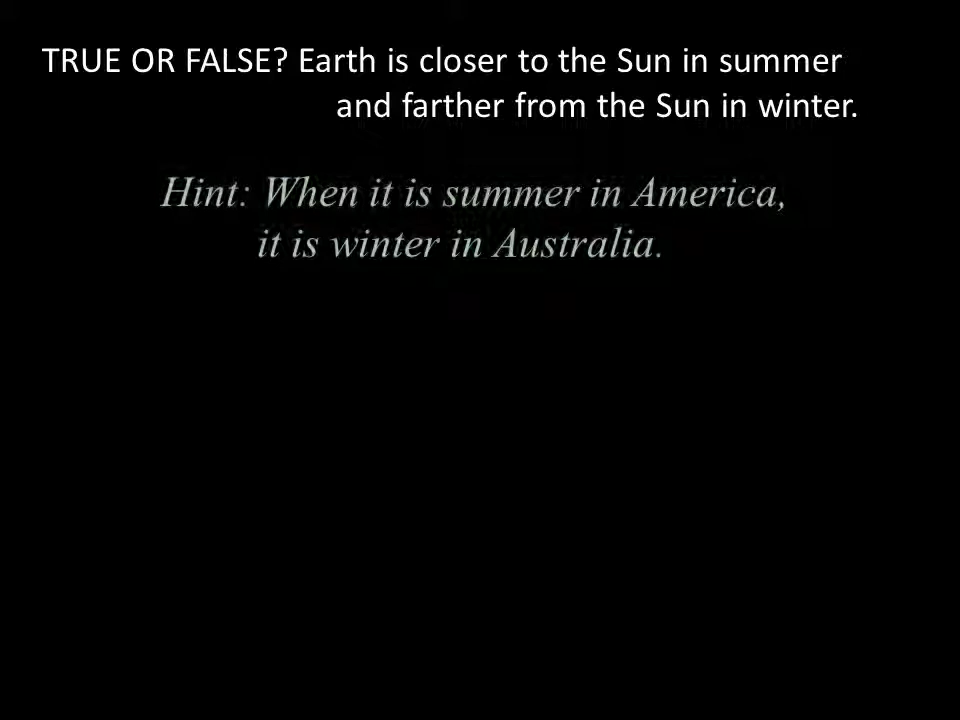 TRUE OR FALSE? Earth is closer to the Sun in summer
and farther from the Sun in winter.
Hint: When it is summer in America,
it is winter in Australia.